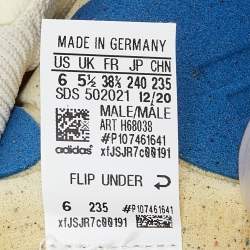 MADE IN GERMANY
US UK FR JP CHN
6 5½ 38⅔ 240 235
SDS 502021 12/20
MALE/MÂLE
ART H68038
adidas #P107461641
xfJSJR7c00191
FLIP UNDER
6 235 #P107461641
xfJSJR7c00191